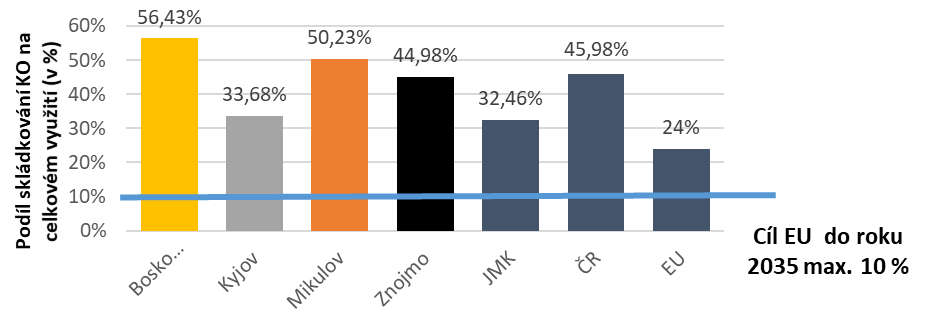 Podíl skládkování KO na
celkovém využití (v %)
60%
50%
40%
30%
20%
10%
0%
56,43%
33,68%
50,23%
44,98%
32,46%
45,98%
24%
Bosko...
Kyjov
Mikulov
Znojmo
JMK
ČR
EU
Cíl EU do roku
2035 max. 10 %